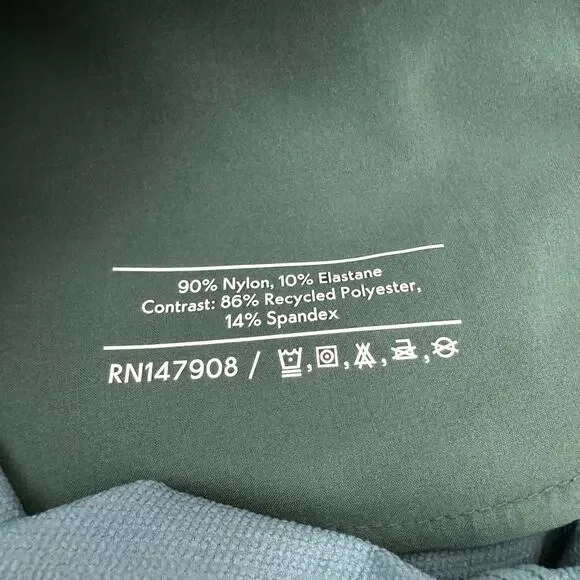 90% Nylon, 10% Elastane
Contrast: 86% Recycled Polyester,
14% Spandex
RN147908 /